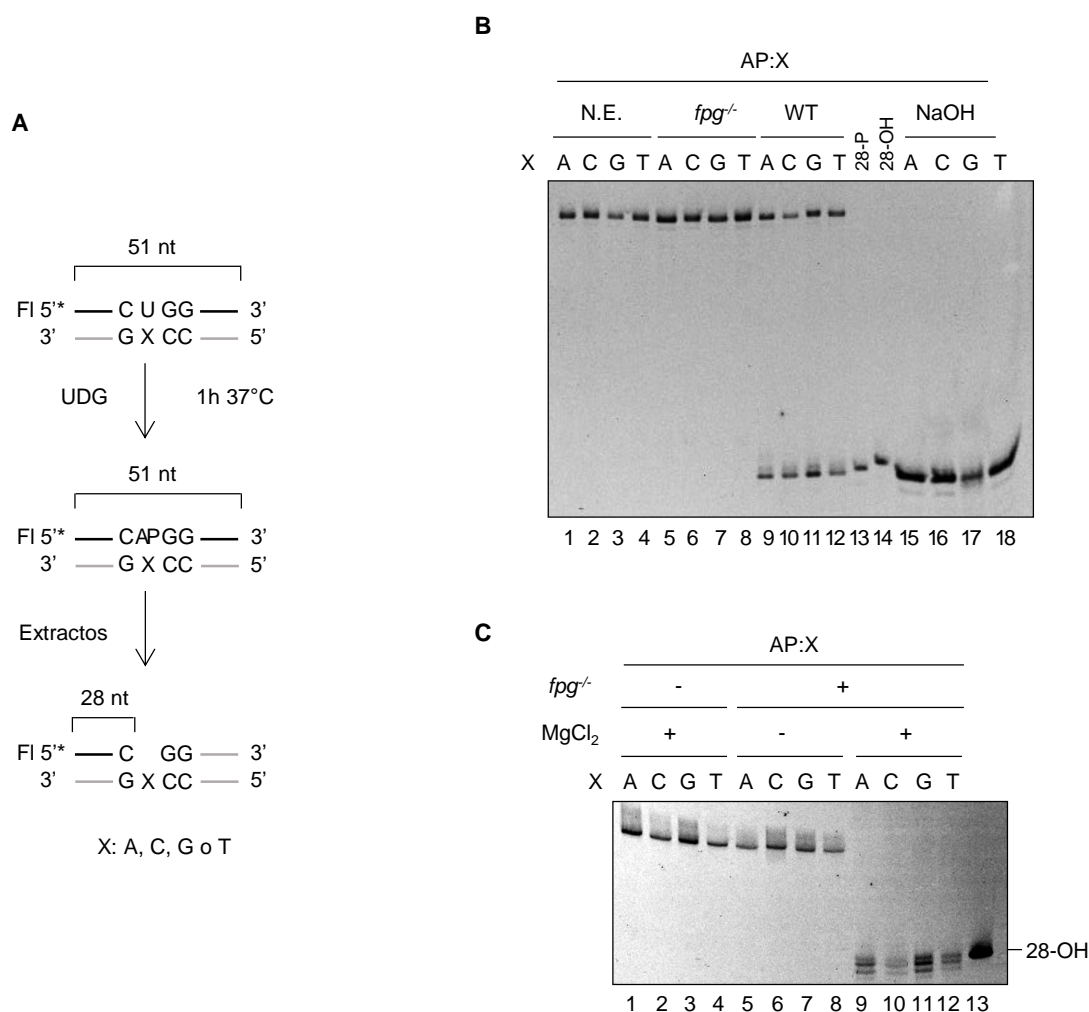 A
51 nt
Fl 5'* C U GG 3'
3' G X CC 5'
UDG 1h 37°C
51 nt
Fl 5'* CAPGG 3'
3' G X CC 5'
Extractos
28 nt
Fl 5'* C GG 3'
3' G X CC 5'
X: A, C, G o T
B
AP:X
N.E. fpg-/- WT 28-P 28-OH NaOH
X A C G T A C G T A C G T A C G T
1 2 3 4 5 6 7 8 9 10 11 12 13 14 15 16 17 18
C
AP:X
fpg-/- - +
MgCl2 + - +
X A C G T A C G T A C G T
28-OH
1 2 3 4 5 6 7 8 9 10 11 12 13